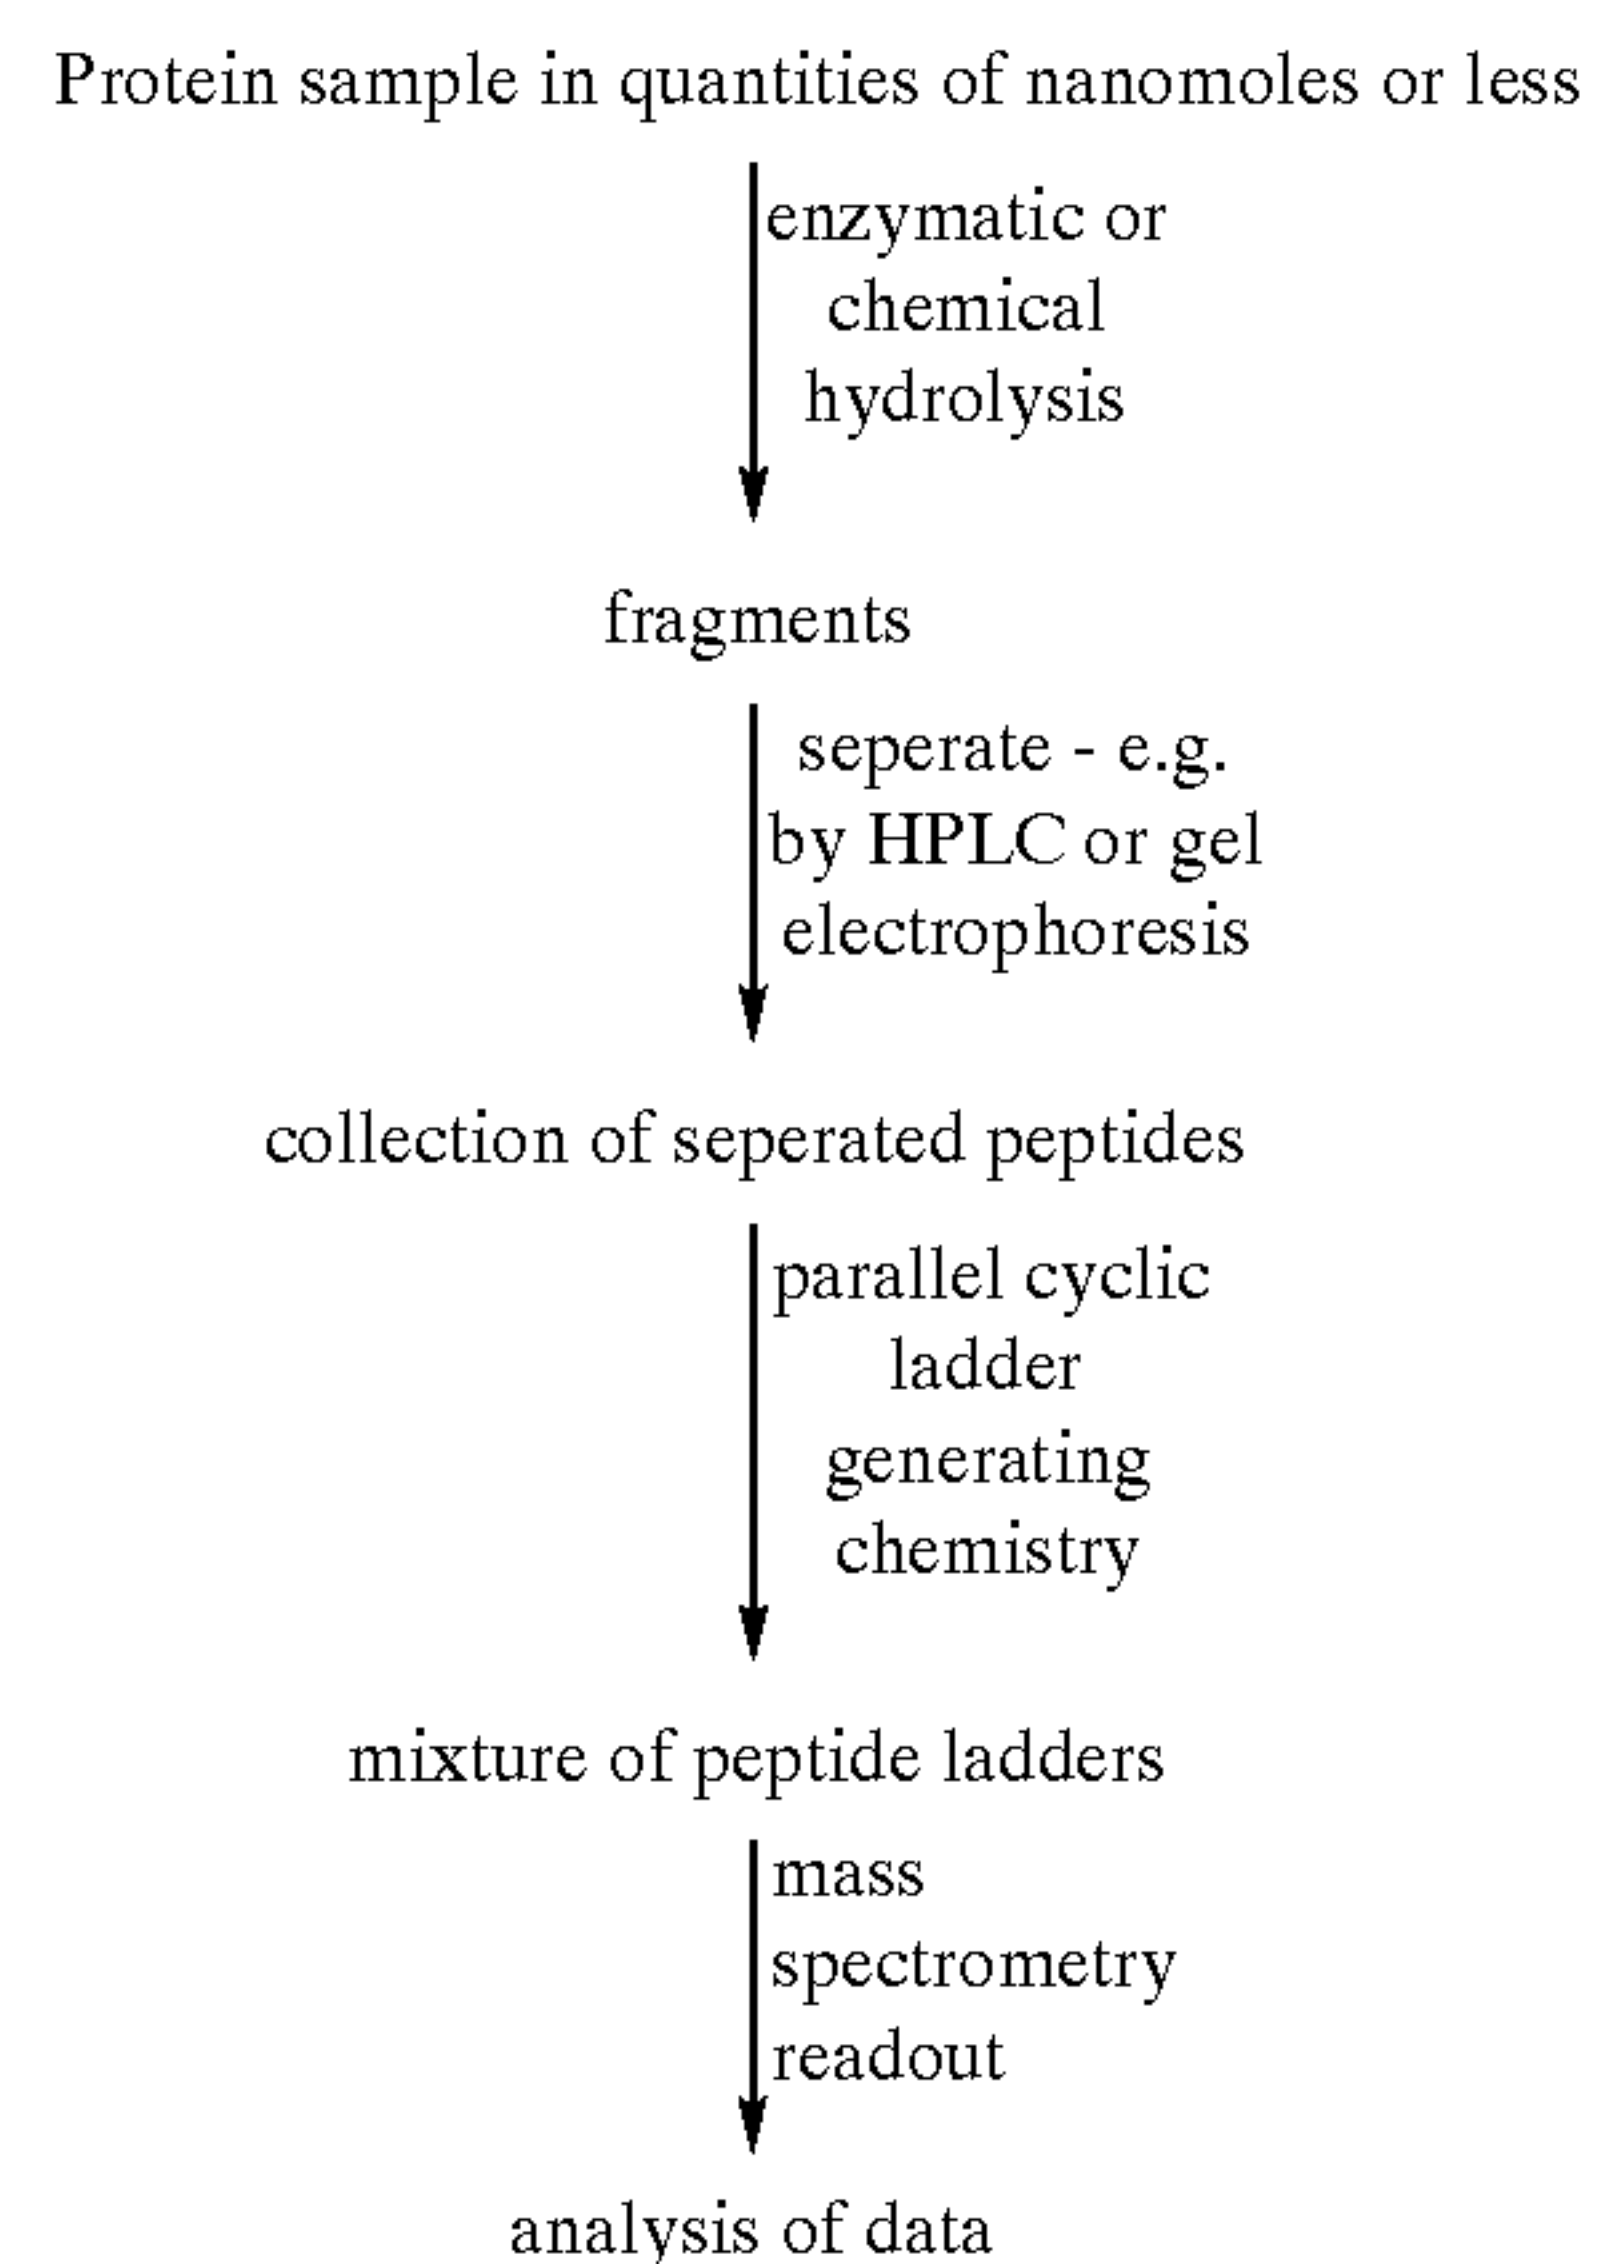 Protein sample in quantities of nanomoles or less
enzymatic or
chemical
hydrolysis
fragments
seperate - e.g.
by HPLC or gel
electrophoresis
collection of seperated peptides
parallel cyclic
ladder
generating
chemistry
mixture of peptide ladders
mass
spectrometry
readout
analysis of data